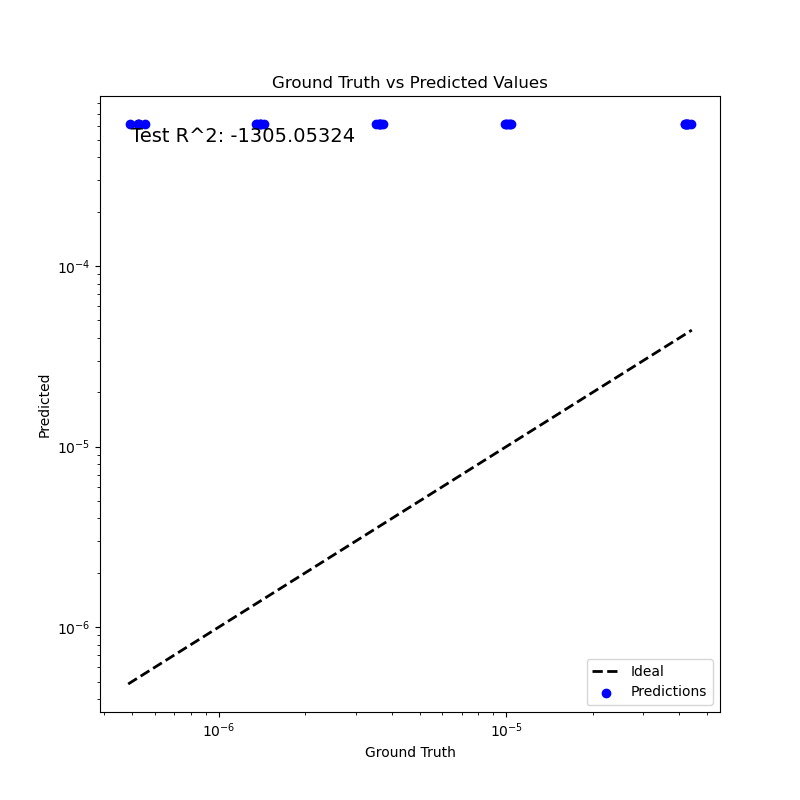 Ground Truth vs Predicted Values
Test R^2: -1305.05324
10⁻⁴
10⁻⁵
10⁻⁶
Predicted
10⁻⁶ 10⁻⁵
Ground Truth
Ideal
Predictions